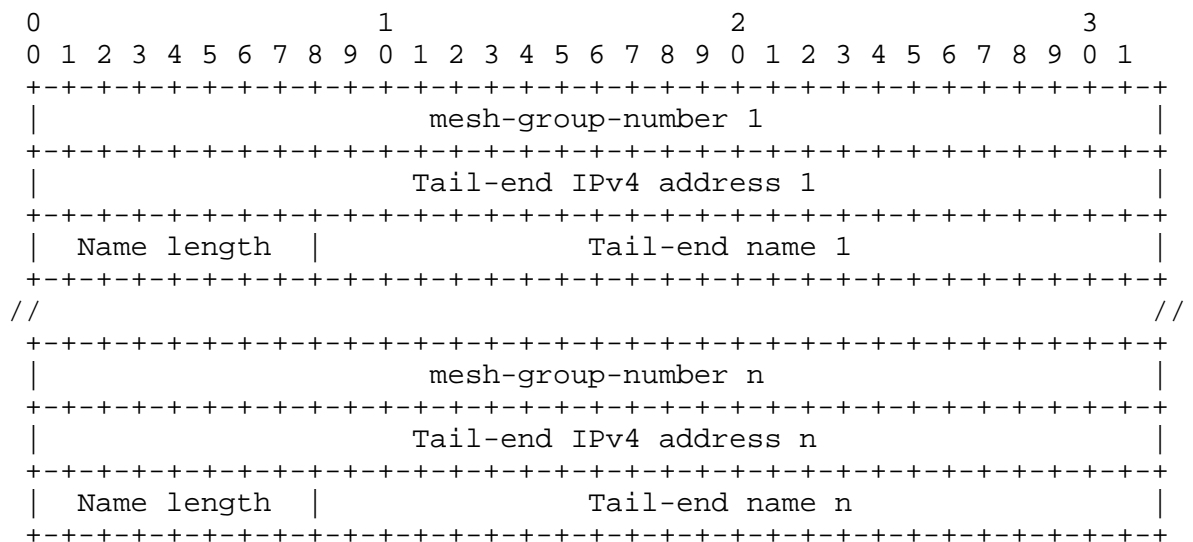 0                   1                   2                   3
0 1 2 3 4 5 6 7 8 9 0 1 2 3 4 5 6 7 8 9 0 1 2 3 4 5 6 7 8 9 0 1
+-+-+-+-+-+-+-+-+-+-+-+-+-+-+-+-+-+-+-+-+-+-+-+-+-+-+-+-+-+-+-+-+
|                      mesh-group-number 1                      |
+-+-+-+-+-+-+-+-+-+-+-+-+-+-+-+-+-+-+-+-+-+-+-+-+-+-+-+-+-+-+-+-+
|                     Tail-end IPv4 address 1                   |
+-+-+-+-+-+-+-+-+-+-+-+-+-+-+-+-+-+-+-+-+-+-+-+-+-+-+-+-+-+-+-+-+
|  Name length  |               Tail-end name 1                 |
+-+-+-+-+-+-+-+-+-+-+-+-+-+-+-+-+-+-+-+-+-+-+-+-+-+-+-+-+-+-+-+-+
//                                                               //
+-+-+-+-+-+-+-+-+-+-+-+-+-+-+-+-+-+-+-+-+-+-+-+-+-+-+-+-+-+-+-+-+
|                      mesh-group-number n                      |
+-+-+-+-+-+-+-+-+-+-+-+-+-+-+-+-+-+-+-+-+-+-+-+-+-+-+-+-+-+-+-+-+
|                     Tail-end IPv4 address n                   |
+-+-+-+-+-+-+-+-+-+-+-+-+-+-+-+-+-+-+-+-+-+-+-+-+-+-+-+-+-+-+-+-+
|  Name length  |               Tail-end name n                 |
+-+-+-+-+-+-+-+-+-+-+-+-+-+-+-+-+-+-+-+-+-+-+-+-+-+-+-+-+-+-+-+-+